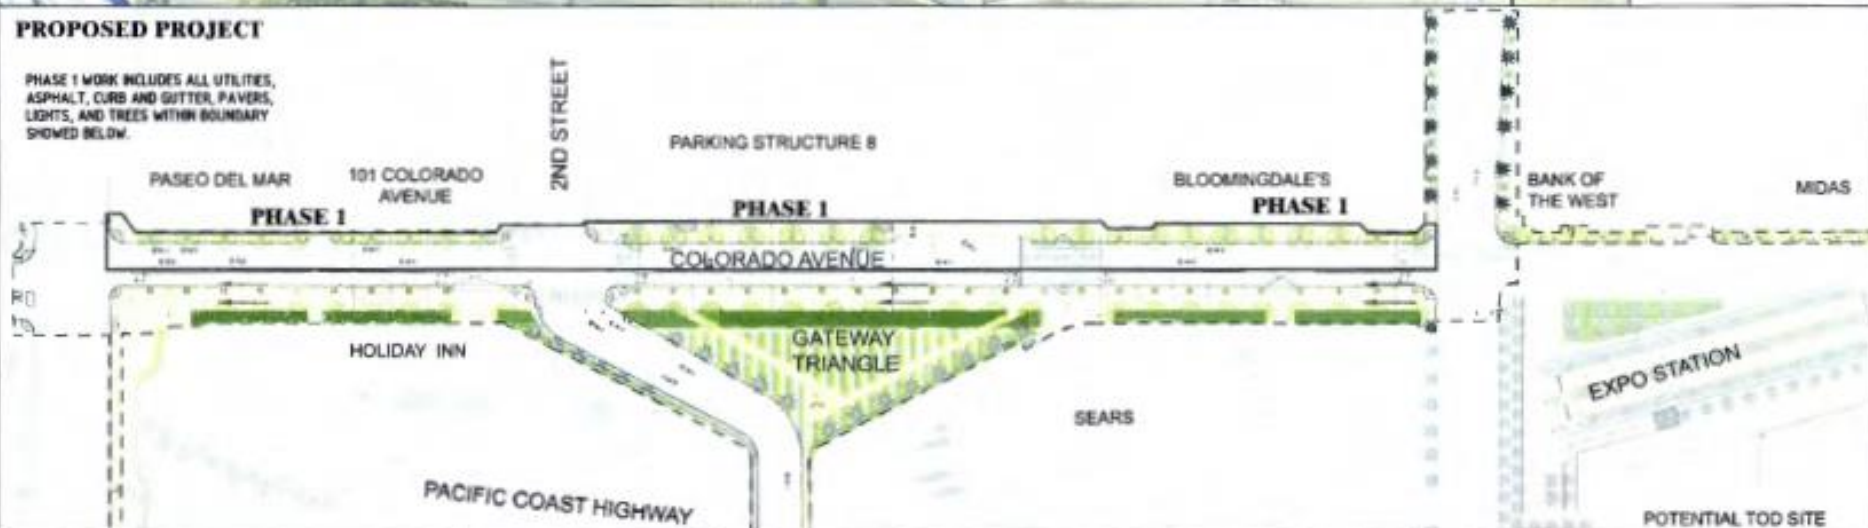 PROPOSED PROJECT
PHASE 1 WORK INCLUDES ALL UTILITIES,
ASPHALT, CURB AND GUTTER, PAVERS,
LIGHTS, AND TREES WITHIN BOUNDARY
SHOWED BELOW.
2ND STREET
PARKING STRUCTURE 8
PASEO DEL MAR
101 COLORADO
AVENUE
BLOOMINGDALE'S
BANK OF
THE WEST
MIDAS
PHASE 1
PHASE 1
PHASE 1
COLORADO AVENUE
HOLIDAY INN
GATEWAY
TRIANGLE
SEARS
EXPO STATION
PACIFIC COAST HIGHWAY
POTENTIAL TOD SITE